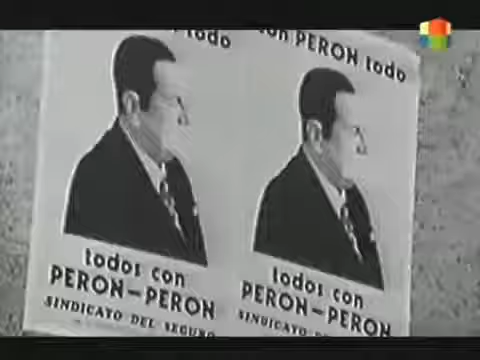 todo
con PERON todo
todos con
PERON-PERON
SINDICATO DEL SEGURO
todos con
PERON-PERON
SINDICATO